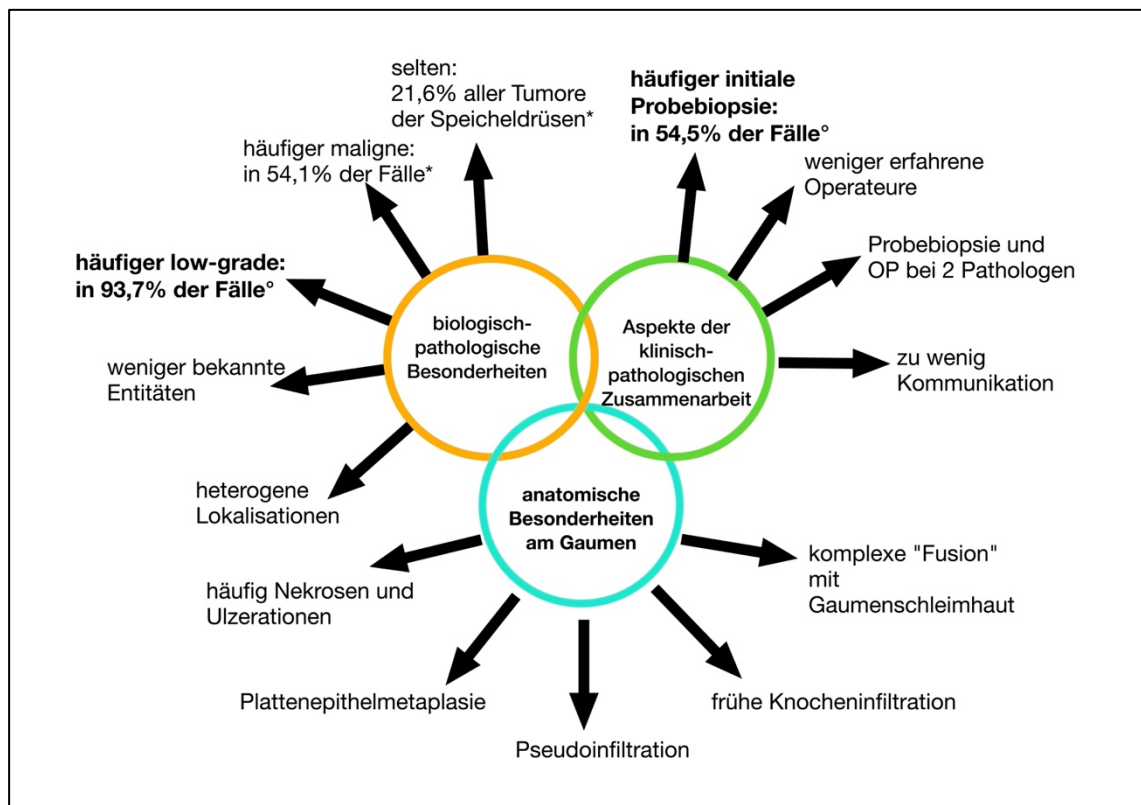 selten:
21,6% aller Tumore
der Speicheldrüsen*
häufiger maligne:
in 54,1% der Fälle*
häufiger low-grade:
in 93,7% der Fälle°
weniger bekannte
Entitäten
heterogene
Lokalisationen
biologisch-
pathologische
Besonderheiten
häufiger initiale
Probebiopsie:
in 54,5% der Fälle°
weniger erfahrene
Operateure
Probebiopsie und
OP bei 2 Pathologen
zu wenig
Kommunikation
Aspekte der
klinisch-
pathologischen
Zusammenarbeit
anatomische
Besonderheiten
am Gaumen
häufig Nekrosen und
Ulzerationen
Plattenepithelmetaplasie
Pseudoinfiltration
frühe Knocheninfiltration
komplexe "Fusion"
mit
Gaumenschleimhaut